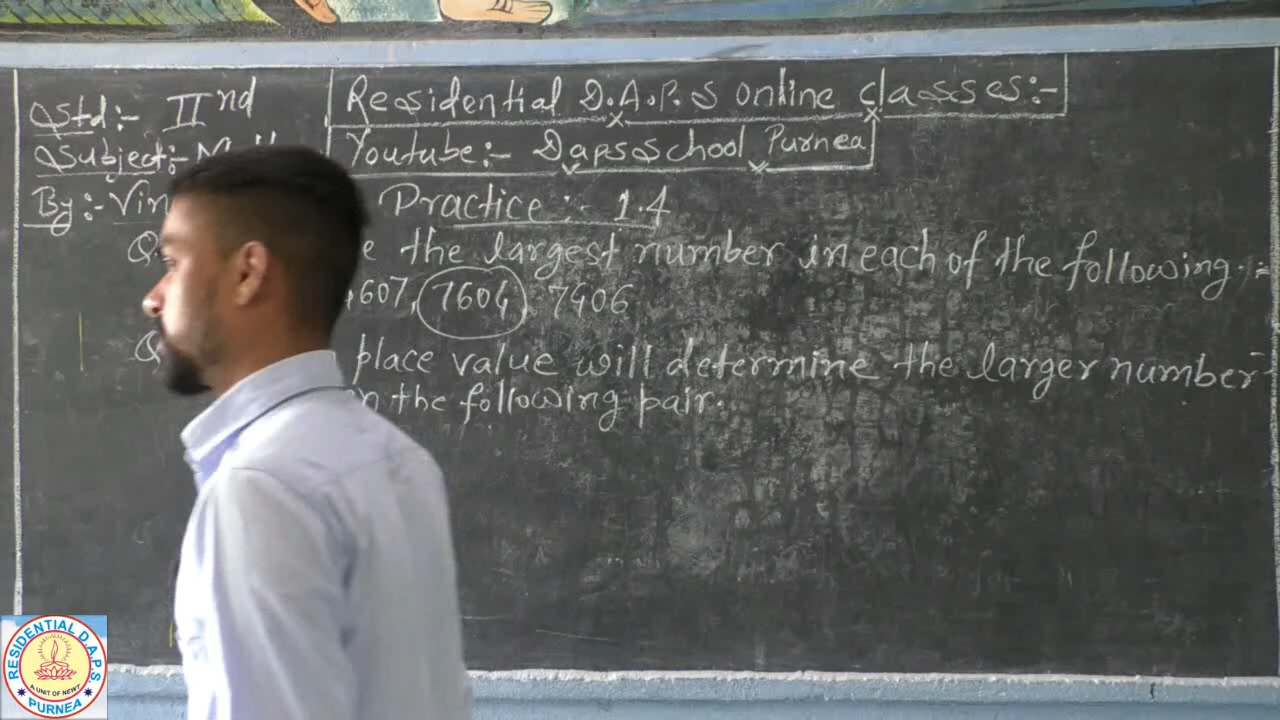 Std:- IInd
Residential D.A.P.S online classes:-
Subject:-
Youtube:- Dapsschool Purnea
By:- Vin
Practice:- 1.4
the largest number in each of the following :-
607, 7604, 7406
place value will determine the larger number
the following pair.
RESIDENTIAL D.A.P.S
A UNIT OF NEWT
PURNEA